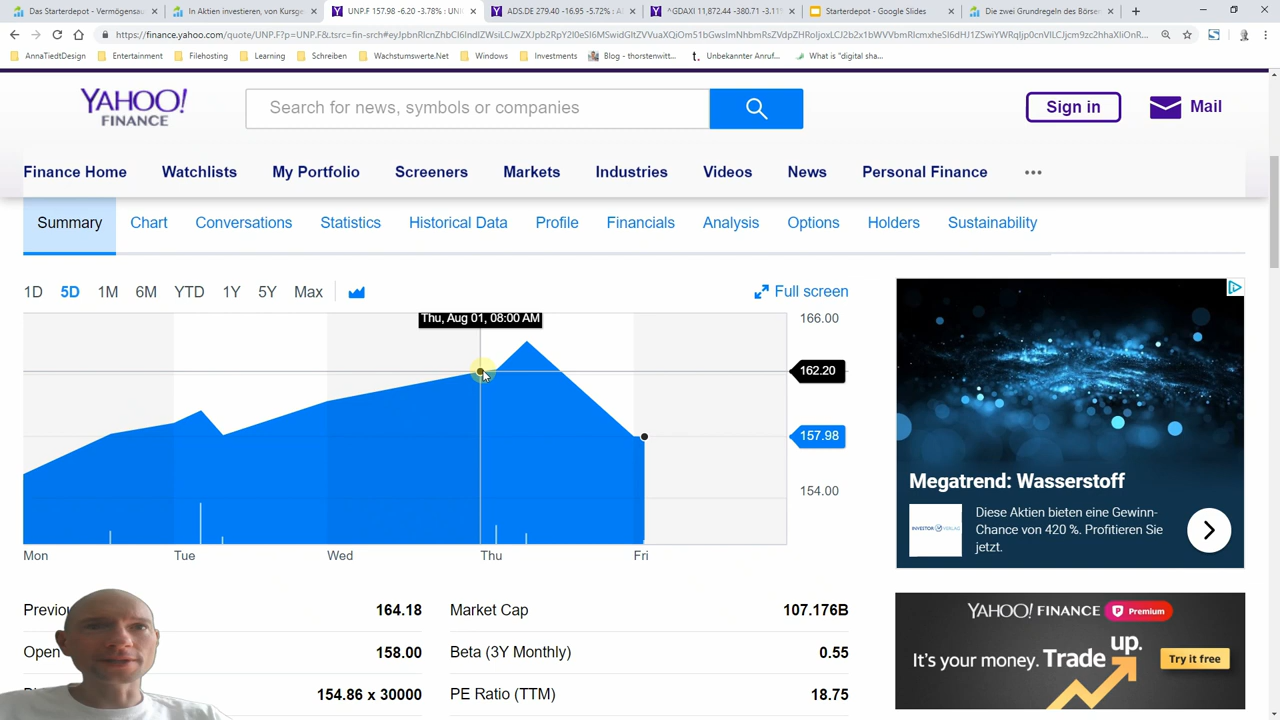 Das Starterdepot - Vermögensau
In Aktien investieren, von Kursge
UNP.F 157.98 -6.20 -3.78% : UN
ADS.DE 279.40 -16.95 -5.72% : A
^GDAXI 11,872.44 -380.71 -3.11
Starterdepot - Google Slides
Die zwei Grundregeln des Börse
AnnaTiedtDesign
Entertainment
Filehosting
Learning
Schreiben
Wachstumswerte.Net
Windows
Investments
Blog - thorstenwitt...
Unbekannter Anruf...
What is "digital sha...
YAHOO!
FINANCE
Search for news, symbols or companies
Sign in
Mail
Finance Home
Watchlists
My Portfolio
Screeners
Markets
Industries
Videos
News
Personal Finance
Summary
Chart
Conversations
Statistics
Historical Data
Profile
Financials
Analysis
Options
Holders
Sustainability
1D
5D
1M
6M
YTD
1Y
5Y
Max
Full screen
Thu, Aug 01, 08:00 AM
166.00
162.20
157.98
154.00
Mon
Tue
Wed
Thu
Fri
Megatrend: Wasserstoff
INVESTOR VERLAG
Diese Aktien bieten eine Gewinn-
Chance von 420 %. Profitieren Sie
jetzt.
164.18
Market Cap
107.176B
Open
158.00
Beta (3Y Monthly)
0.55
154.86 x 30000
PE Ratio (TTM)
18.75
YAHOO! FINANCE Premium
It's your money. Trade up.
Try it free